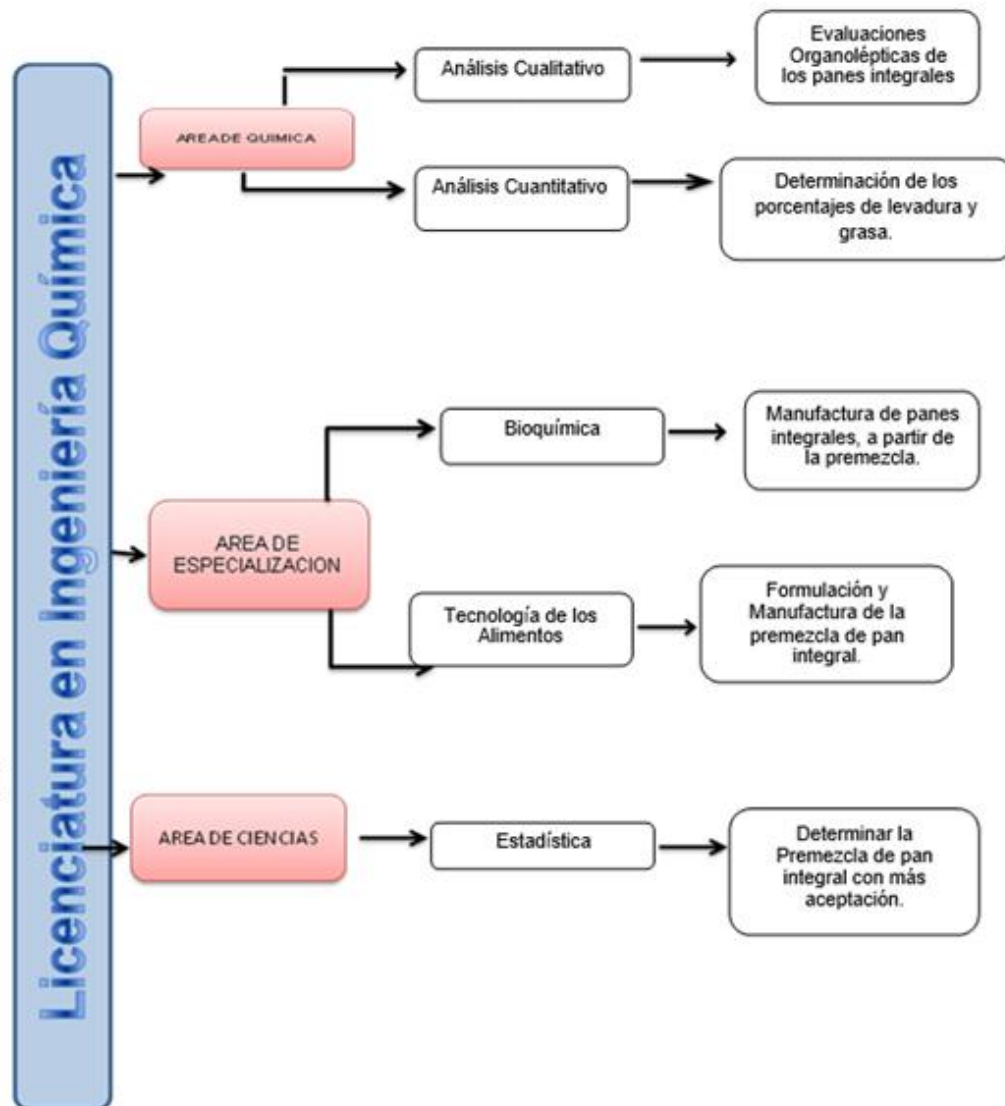 Licenciatura en Ingeniería Química
AREA DE QUIMICA
Análisis Cualitativo
Evaluaciones
Organolépticas de
los panes integrales
Análisis Cuantitativo
Determinación de los
porcentajes de levadura y
grasa.
AREA DE
ESPECIALIZACION
Bioquímica
Manufactura de panes
integrales, a partir de
la premezcla.
Tecnología de los
Alimentos
Formulación y
Manufactura de la
premezcla de pan
integral.
AREA DE CIENCIAS
Estadística
Determinar la
Premezcla de pan
integral con más
aceptación.